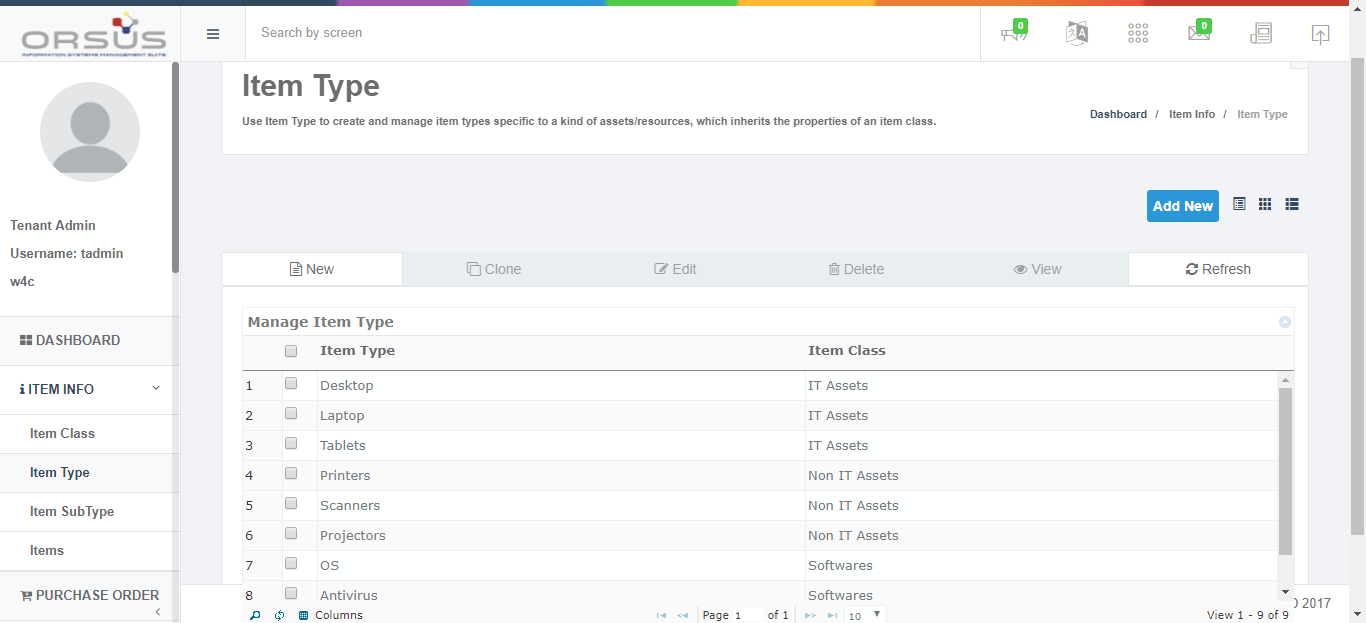 ORSUS
INFORMATION SYSTEMS MANAGEMENT SUITE
Search by screen
0
0
Tenant Admin
Username: tadmin
w4c
DASHBOARD
ITEM INFO
Item Class
Item Type
Item SubType
Items
PURCHASE ORDER
Item Type
Use Item Type to create and manage item types specific to a kind of assets/resources, which inherits the properties of an item class.
Dashboard / Item Info / Item Type
Add New
New Clone Edit Delete View Refresh
Manage Item Type
Item Type Item Class
1 Desktop IT Assets
2 Laptop IT Assets
3 Tablets IT Assets
4 Printers Non IT Assets
5 Scanners Non IT Assets
6 Projectors Non IT Assets
7 OS Softwares
8 Antivirus Softwares
Columns Page 1 of 1 10 View 1 - 9 of 9
2017